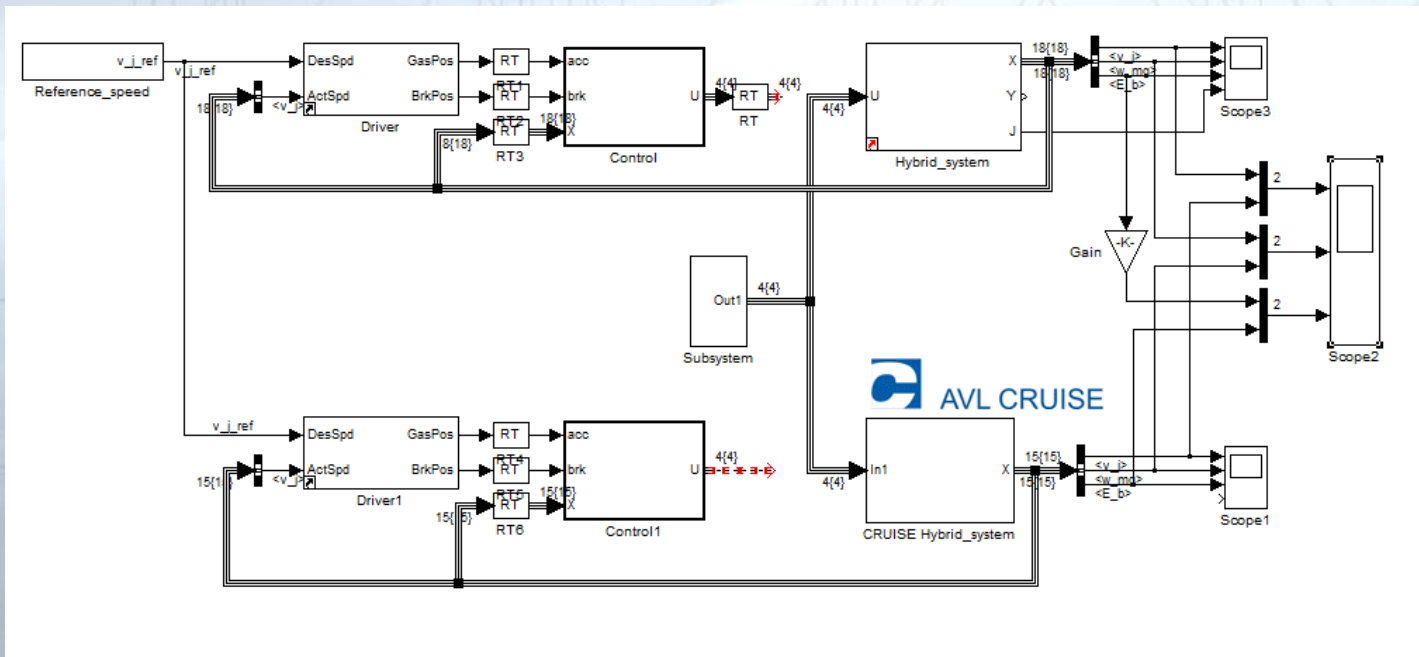 v_j_ref
Reference_speed
v_j_ref
DesSpd
GasPos
ActSpd
BrkPos
Driver
<v_j>
18{18}
RT
RT1
RT
RT2
RT
RT3
18{18}
8{18}
acc
brk
X
U
Control
4{4}
RT
4{4}
RT
U
X
Y
J
Hybrid_system
4{4}
18{18}
18{18}
<v_j>
<w_mg>
<E_b>
Scope3
2
2
2
-K-
Gain
Scope2
Out1
4{4}
Subsystem
AVL CRUISE
v_j_ref
DesSpd
GasPos
ActSpd
BrkPos
Driver1
<v_j>
RT
RT4
RT
RT5
RT
RT6
15{15}
acc
brk
X
U
Control1
4{4}
In1
X
CRUISE Hybrid_system
4{4}
15{15}
15{15}
<v_j>
<w_mg>
<E_b>
Scope1